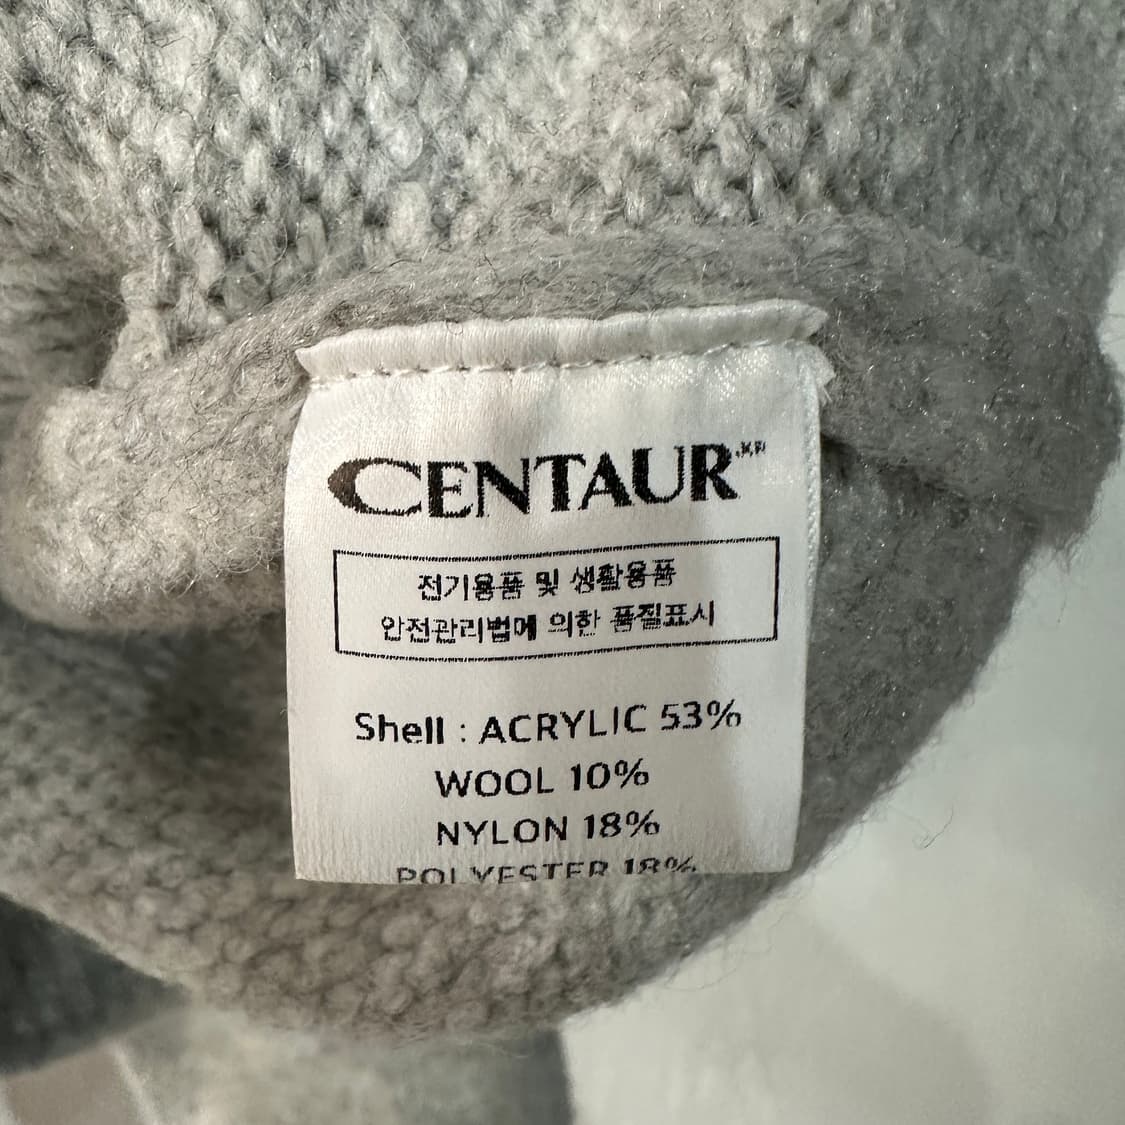 CENTAUR
전기용품 및 생활용품
안전관리법에 의한 품질표시
Shell : ACRYLIC 53%
WOOL 10%
NYLON 18%
POLYESTER 18%